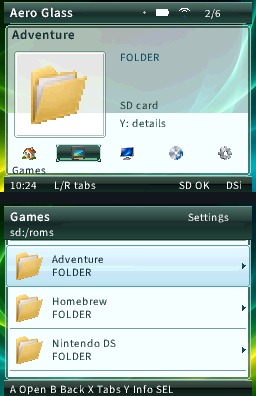 Aero Glass 2/6
Adventure
FOLDER
SD card
Y: details
Games
10:24 L/R tabs SD OK DSi
Games Settings
sd:/roms
Adventure
FOLDER
Homebrew
FOLDER
Nintendo DS
FOLDER
A Open B Back X Tabs Y Info SEL